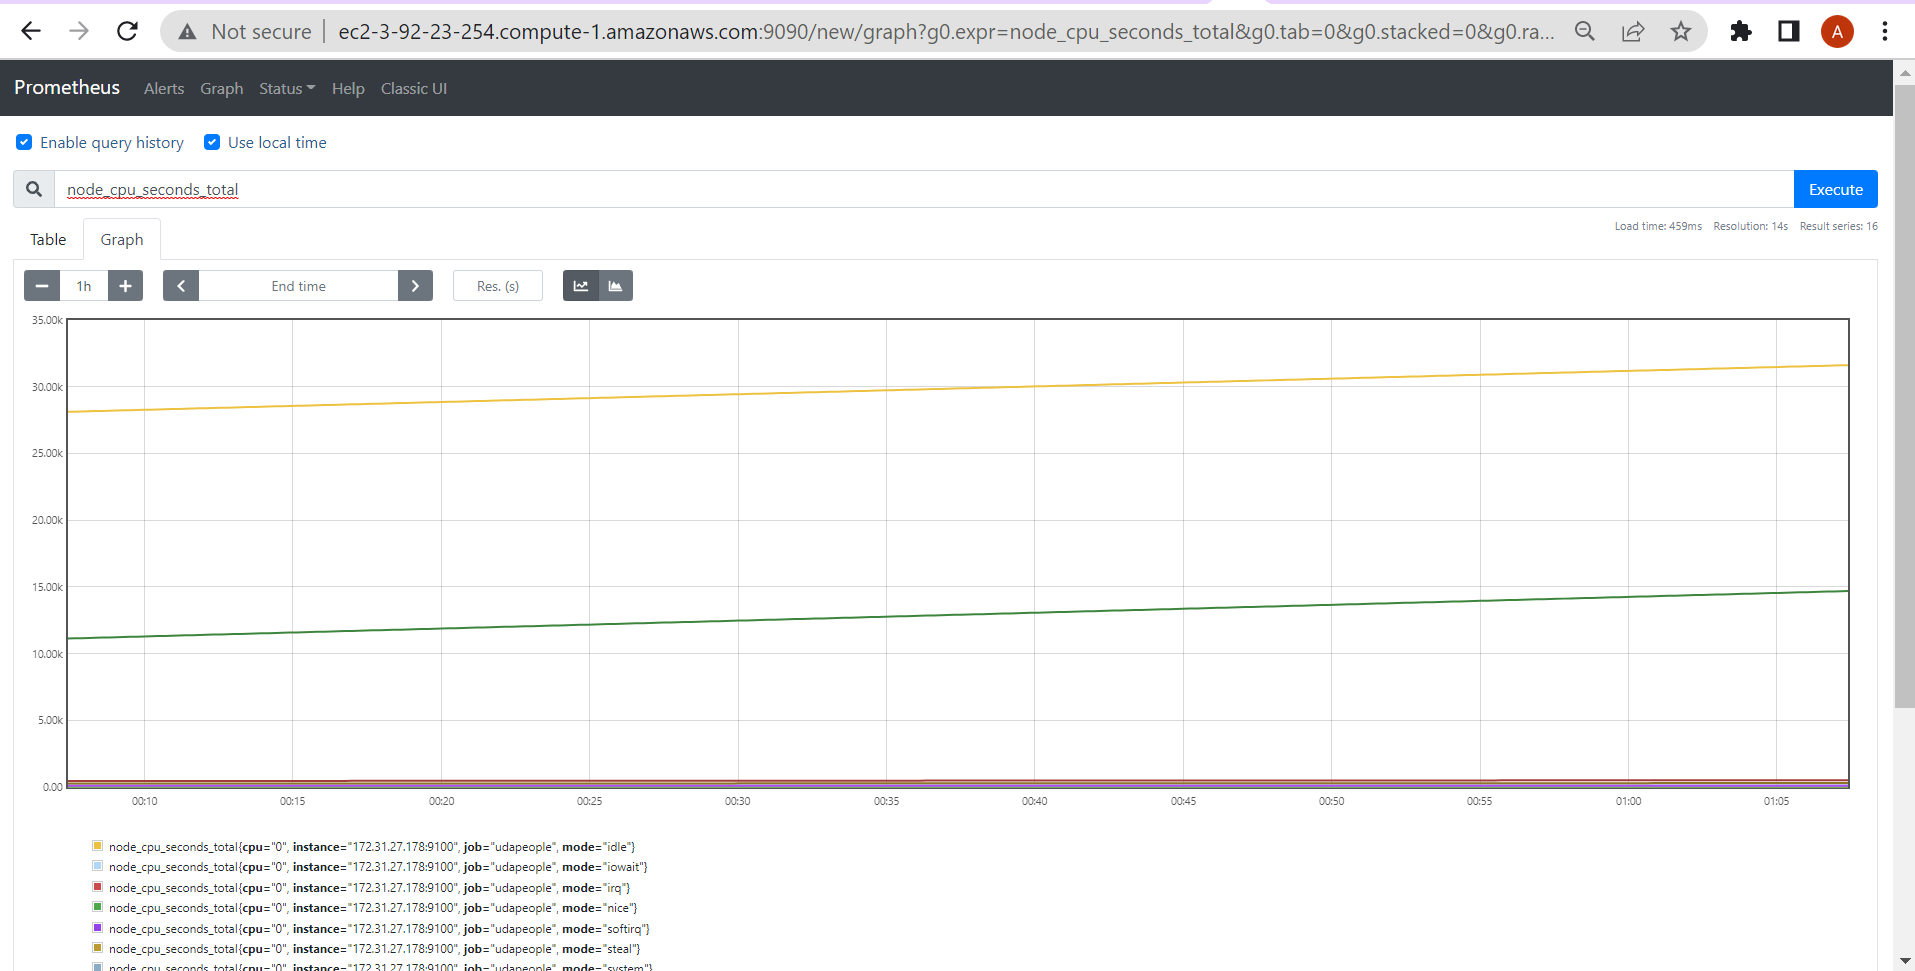 Not secure ec2-3-92-23-254.compute-1.amazonaws.com:9090/new/graph?g0.expr=node_cpu_seconds_total&g0.tab=0&g0.stacked=0&g0.ra... A
Prometheus Alerts Graph Status Help Classic UI
Enable query history Use local time
node_cpu_seconds_total Execute
Load time: 459ms Resolution: 14s Result series: 16
Table Graph
1h End time Res. (s)
35.00k
30.00k
25.00k
20.00k
15.00k
10.00k
5.00k
0.00
00:10 00:15 00:20 00:25 00:30 00:35 00:40 00:45 00:50 00:55 01:00 01:05
node_cpu_seconds_total{cpu="0", instance="172.31.27.178:9100", job="udapeople", mode="idle"}
node_cpu_seconds_total{cpu="0", instance="172.31.27.178:9100", job="udapeople", mode="iowait"}
node_cpu_seconds_total{cpu="0", instance="172.31.27.178:9100", job="udapeople", mode="irq"}
node_cpu_seconds_total{cpu="0", instance="172.31.27.178:9100", job="udapeople", mode="nice"}
node_cpu_seconds_total{cpu="0", instance="172.31.27.178:9100", job="udapeople", mode="softirq"}
node_cpu_seconds_total{cpu="0", instance="172.31.27.178:9100", job="udapeople", mode="steal"}
node_cpu_seconds_total{cpu="0", instance="172.31.27.178:9100", job="udapeople", mode="system"}